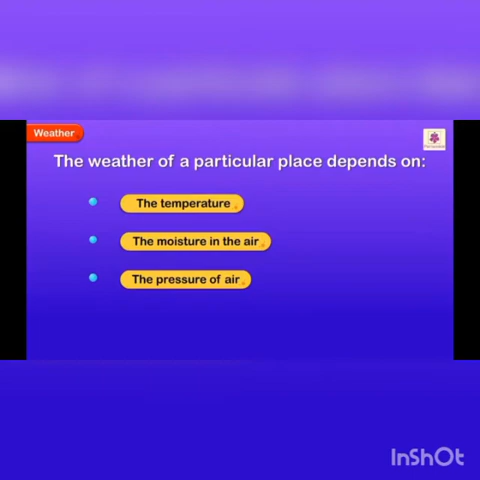 Weather
The weather of a particular place depends on:
The temperature
The moisture in the air
The pressure of air
InShOt